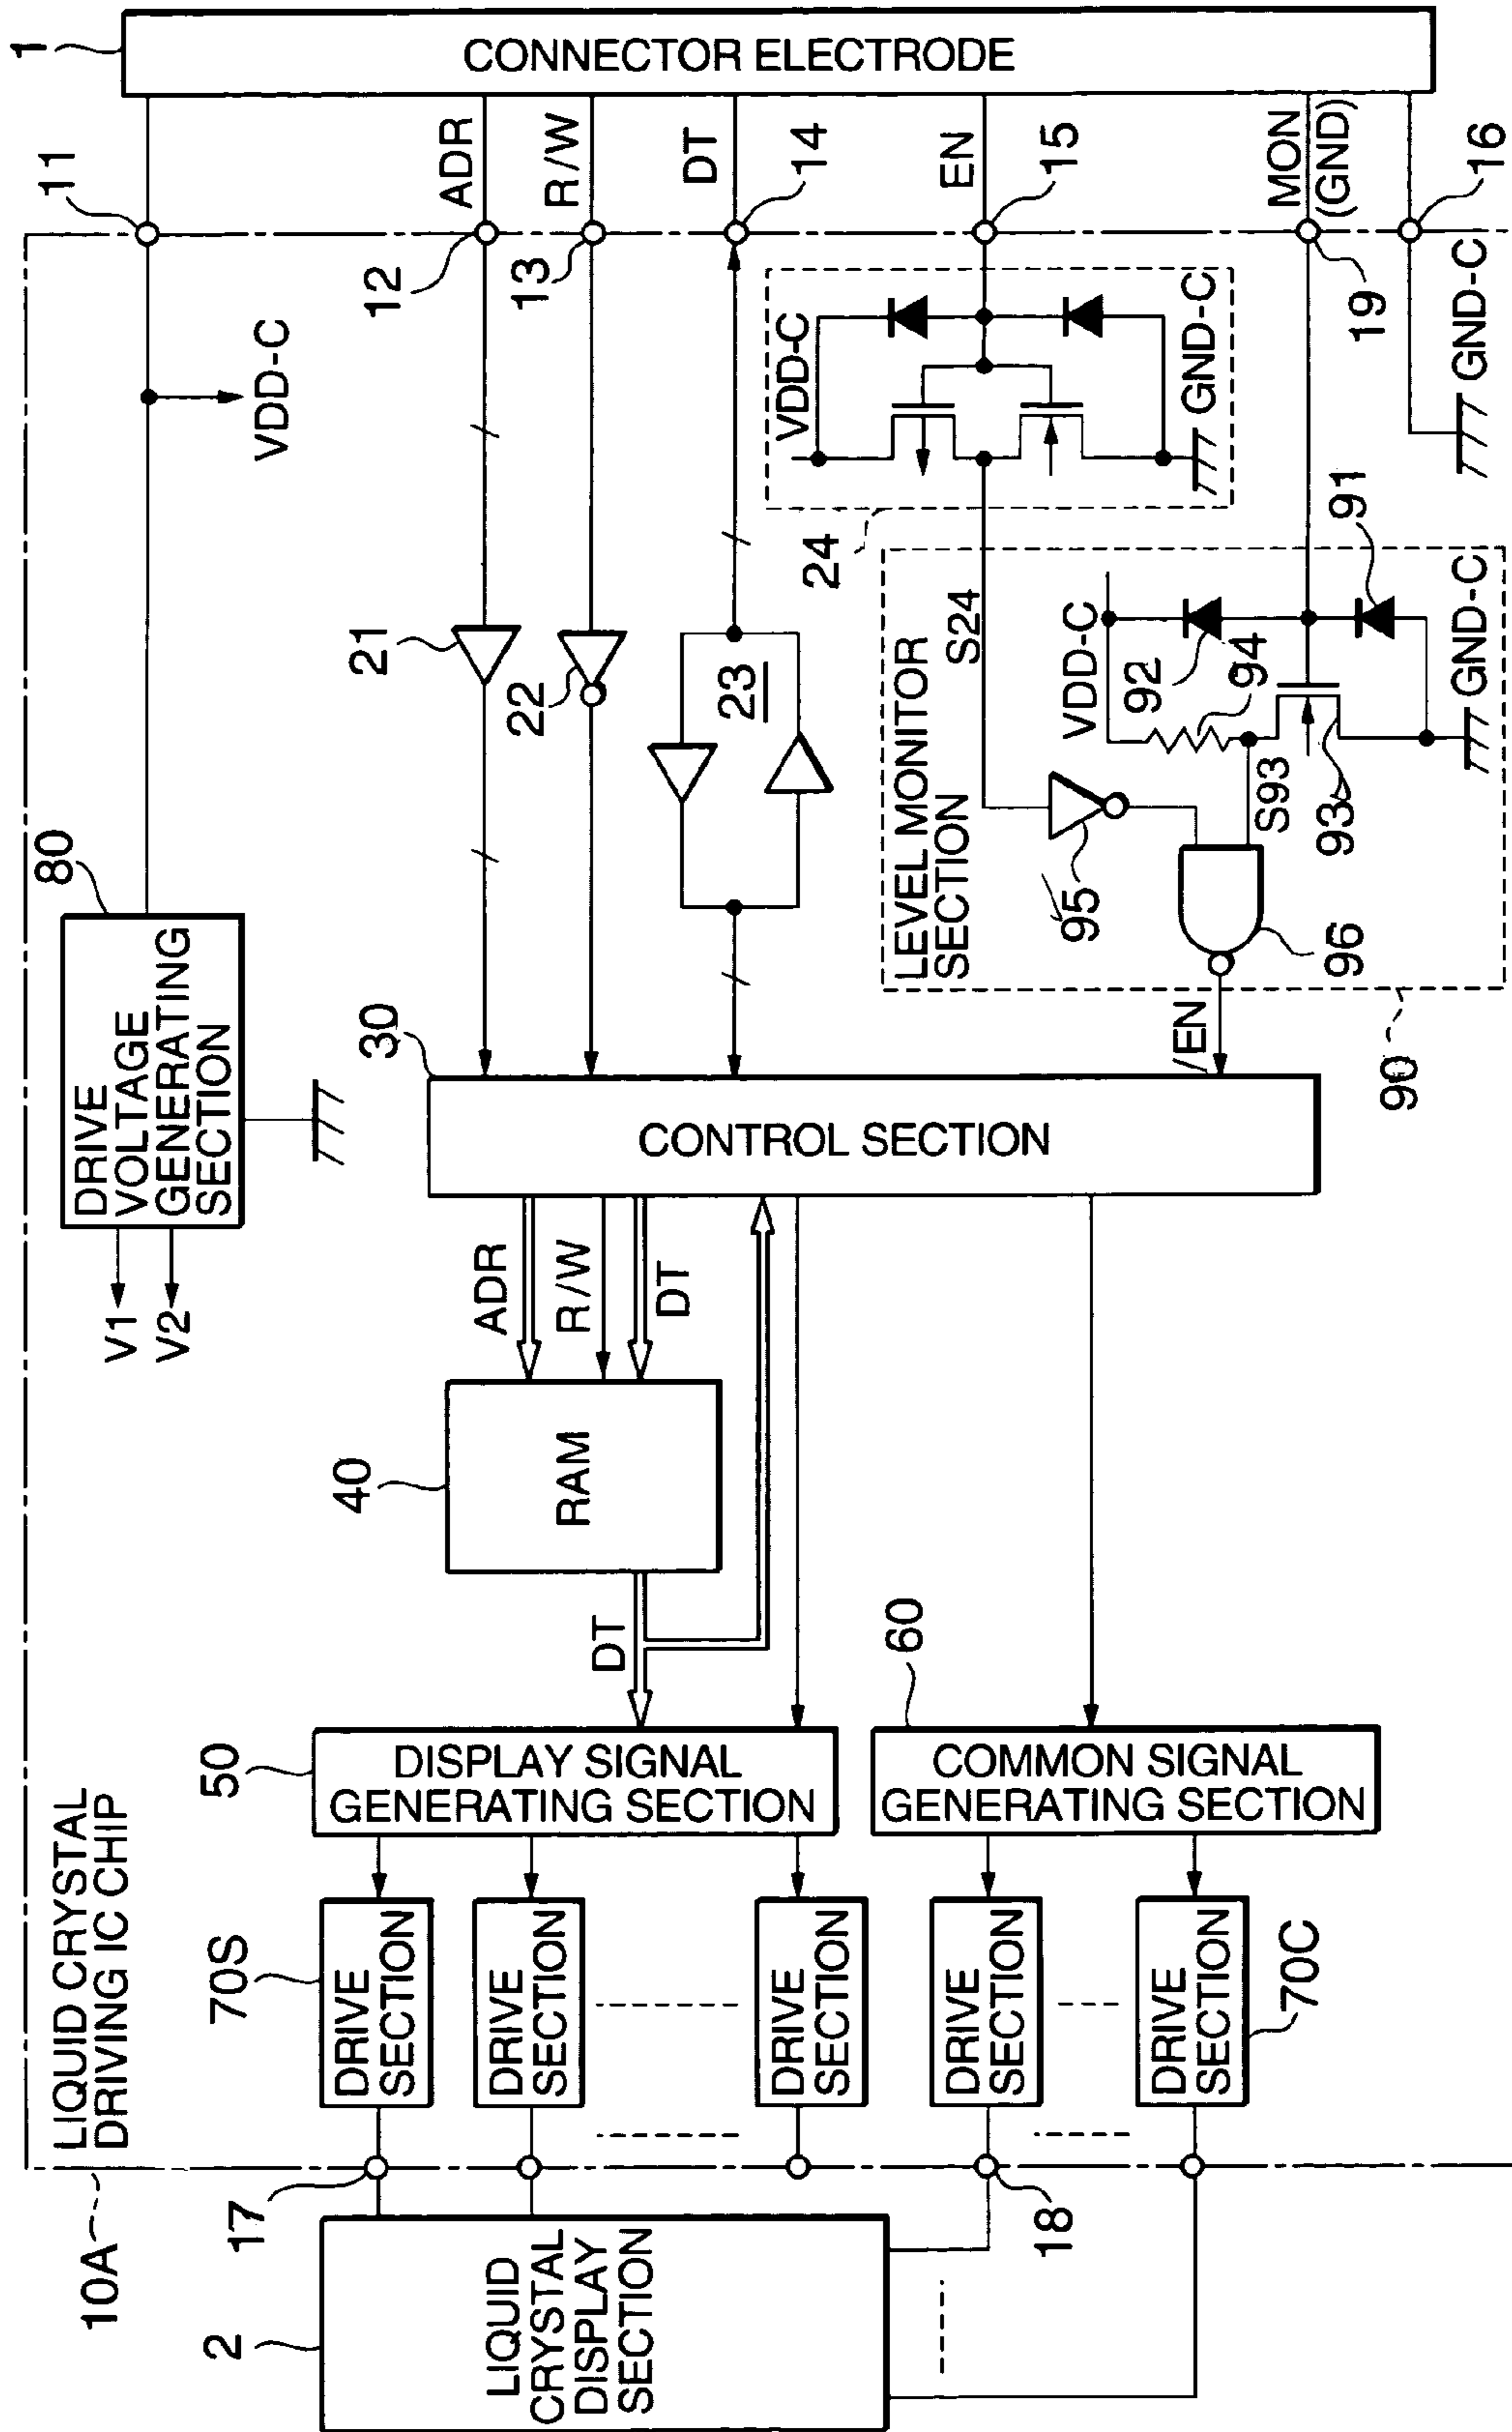 1
CONNECTOR ELECTRODE
11
ADR
R/W
DT
EN
MON
(GND)
12
13
14
15
19
16
VDD-C
VDD-C
GND-C
GND-C
24
21
22
23
S24
LEVEL MONITOR
SECTION
VDD-C
92
94
91
GND-C
S93
93
95
96
90
/EN
80
DRIVE
VOLTAGE
GENERATING
SECTION
V1
V2
30
CONTROL SECTION
ADR
R/W
DT
40
RAM
DT
50
DISPLAY SIGNAL
GENERATING SECTION
60
COMMON SIGNAL
GENERATING SECTION
LIQUID CRYSTAL
DRIVING IC CHIP
70S
DRIVE
SECTION
DRIVE
SECTION
DRIVE
SECTION
DRIVE
SECTION
DRIVE
SECTION
70C
10A
17
18
2
LIQUID
CRYSTAL
DISPLAY
SECTION